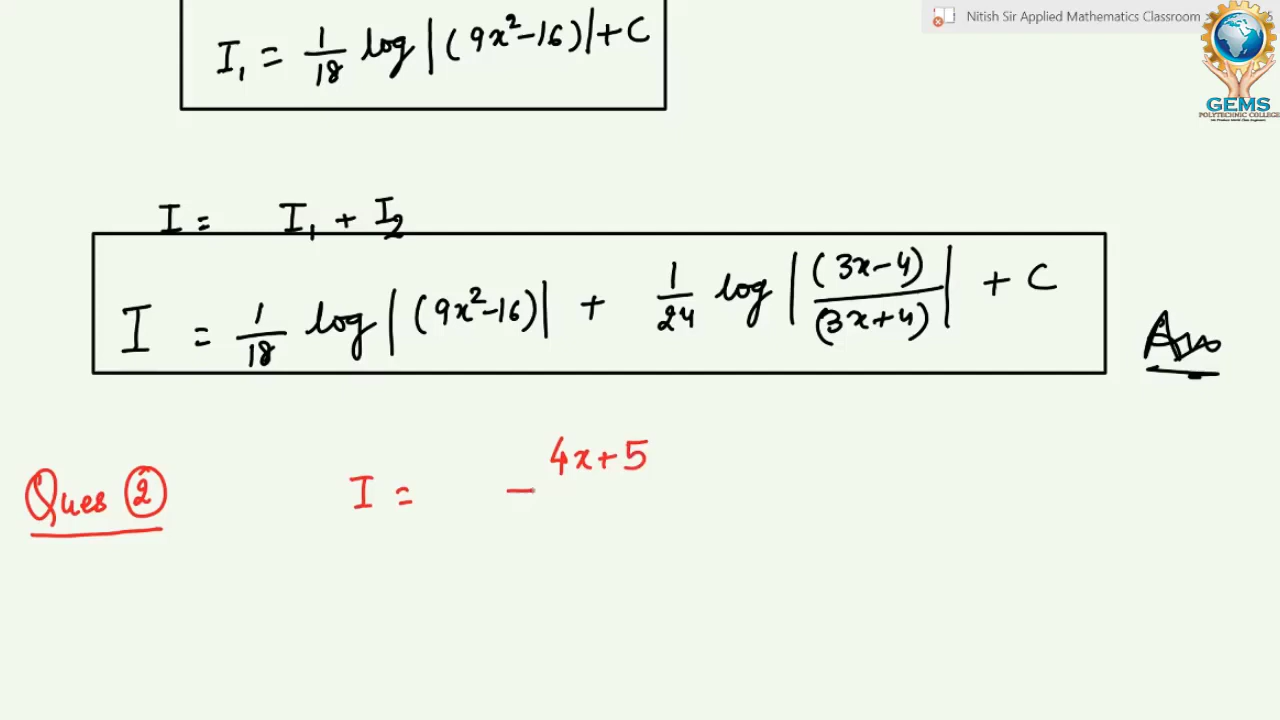 Nitish Sir Applied Mathematics Classroom
I₁ = 1/18 log|(9x²-16)|+C
GEMS
POLYTECHNIC COLLEGE
I = I₁ + I₂
I = 1/18 log|(9x²-16)| + 1/24 log|(3x-4)/(3x+4)| + C
Ans
Ques 2 I = 4x+5